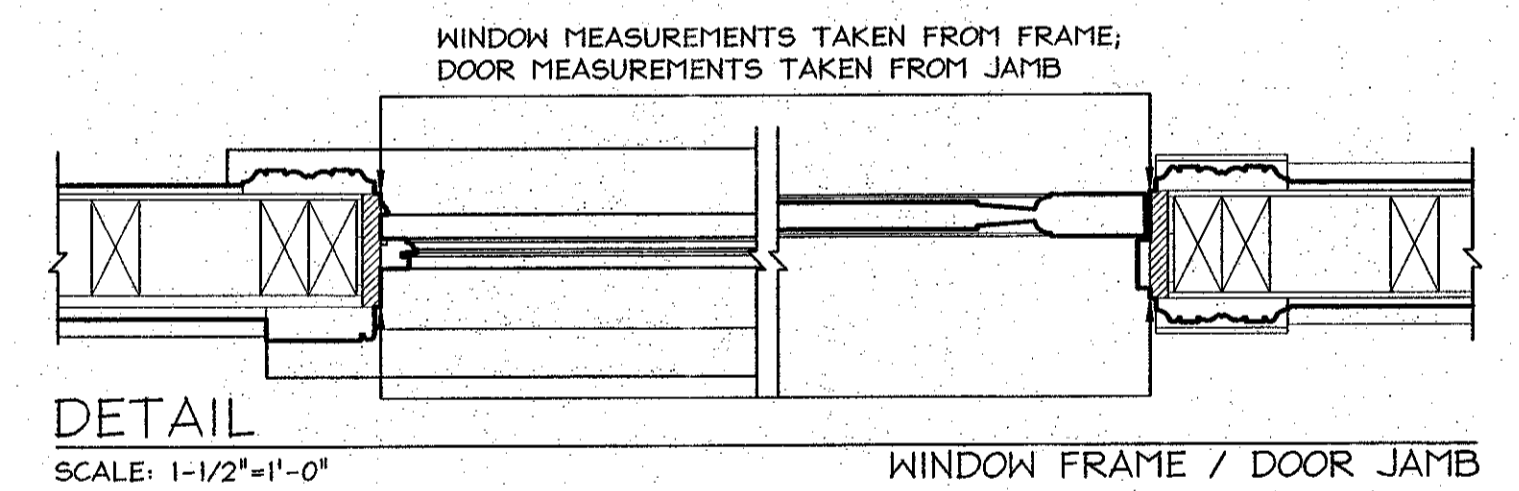 WINDOW MEASUREMENTS TAKEN FROM FRAME;
DOOR MEASUREMENTS TAKEN FROM JAMB
DETAIL
SCALE: 1-1/2"=1'-0"
WINDOW FRAME / DOOR JAMB